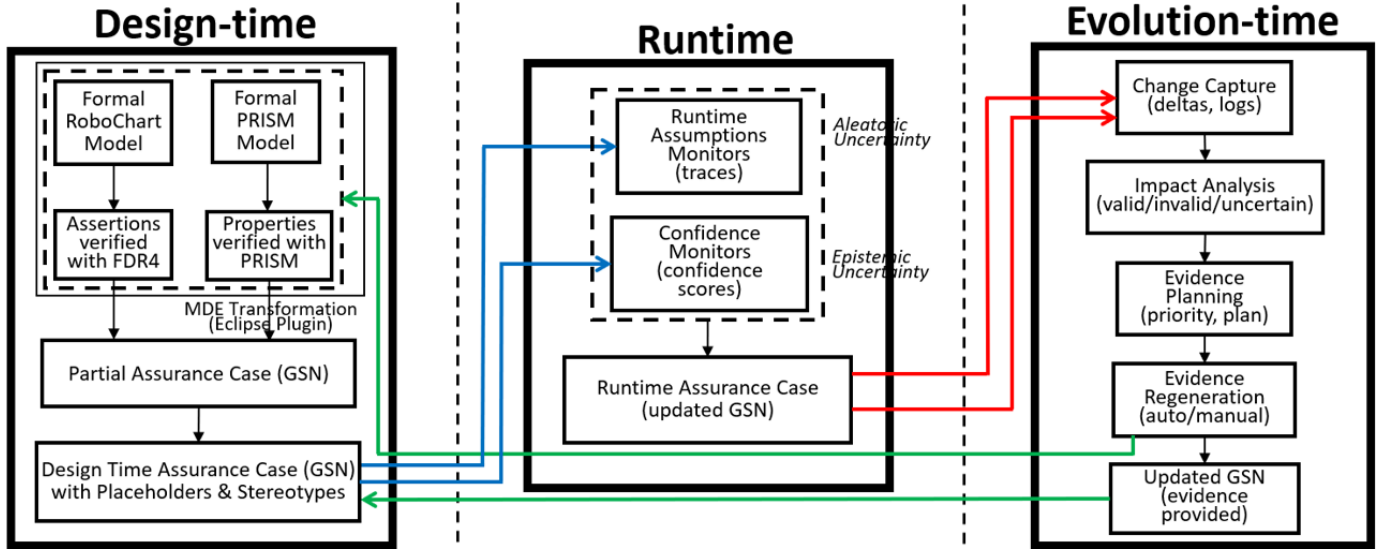 Design-time
Formal
RoboChart
Model
Formal
PRISM
Model
Assertions
verified
with FDR4
Properties
verified with
PRISM
MDE Transformation
(Eclipse Plugin)
Partial Assurance Case (GSN)
Design Time Assurance Case (GSN)
with Placeholders & Stereotypes
Runtime
Runtime
Assumptions
Monitors
(traces)
Aleatoric
Uncertainty
Confidence
Monitors
(confidence
scores)
Epistemic
Uncertainty
Runtime Assurance Case
(updated GSN)
Evolution-time
Change Capture
(deltas, logs)
Impact Analysis
(valid/invalid/uncertain)
Evidence
Planning
(priority, plan)
Evidence
Regeneration
(auto/manual)
Updated GSN
(evidence
provided)